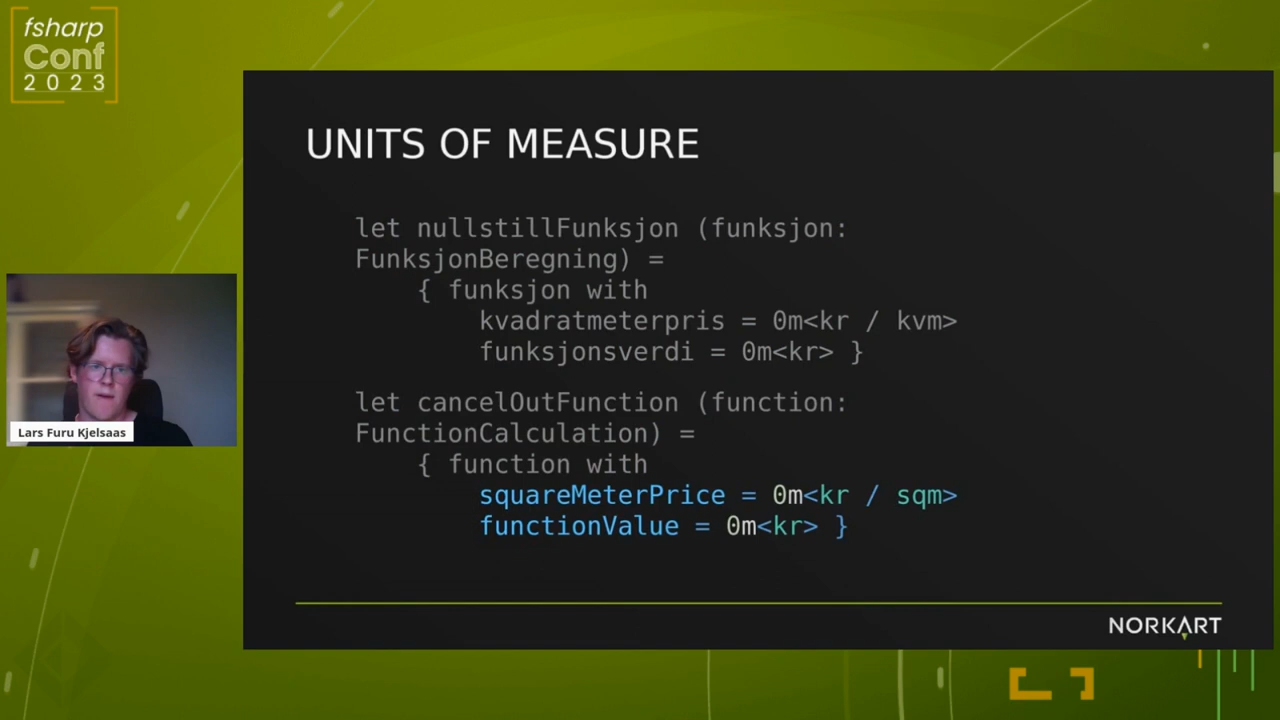 fsharp
Conf
2023
UNITS OF MEASURE
let nullstillFunksjon (funksjon:
FunksjonBeregning) =
{ funksjon with
kvadratmeterpris = 0m<kr / kvm>
funksjonsverdi = 0m<kr> }
let cancelOutFunction (function:
FunctionCalculation) =
{ function with
squareMeterPrice = 0m<kr / sqm>
functionValue = 0m<kr> }
Lars Furu Kjelsaas
NORKART